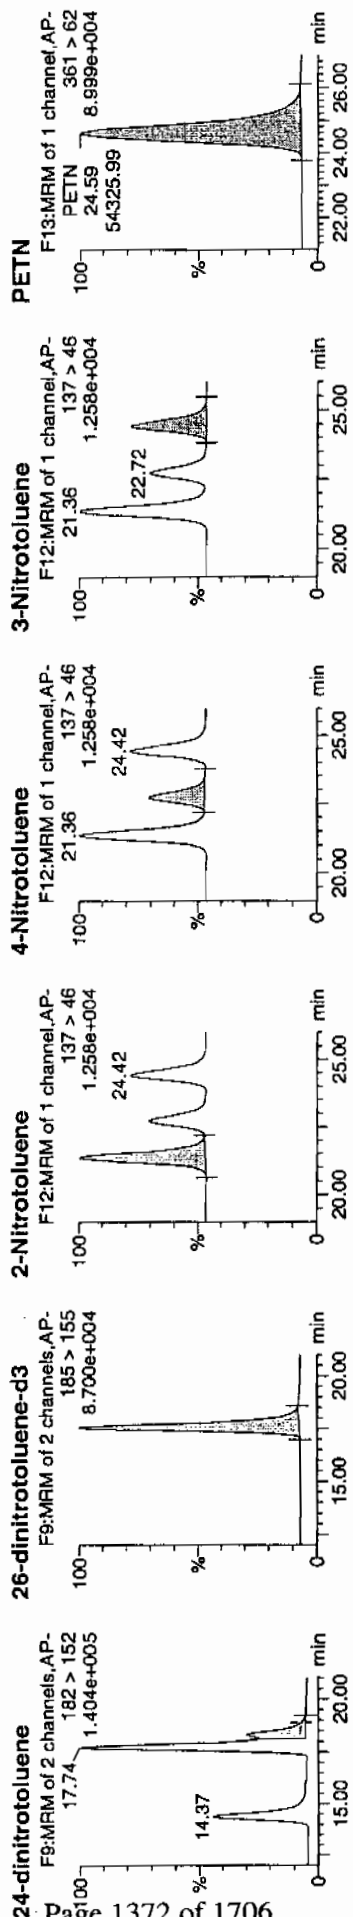 24-dinitrotoluene
F9:MRM of 2 channels,AP-
182 > 152
1.404e+005
17.74
14.37
100
%
0
15.00
20.00
min
26-dinitrotoluene-d3
F9:MRM of 2 channels,AP-
185 > 155
8.700e+004
100
%
0
15.00
20.00
min
2-Nitrotoluene
F12:MRM of 1 channel,AP-
137 > 46
1.258e+004
24.42
100
%
0
20.00
25.00
min
4-Nitrotoluene
F12:MRM of 1 channel,AP-
21.36
137 > 46
1.258e+004
24.42
100
%
0
20.00
25.00
min
3-Nitrotoluene
F12:MRM of 1 channel,AP-
21.36
137 > 46
1.258e+004
22.72
100
%
0
20.00
25.00
min
PETN
F13:MRM of 1 channel,AP-
PETN
361 > 62
24.59
8.999e+004
54325.99
100
%
0
22.00
24.00
26.00
min
Page 1372 of 1706